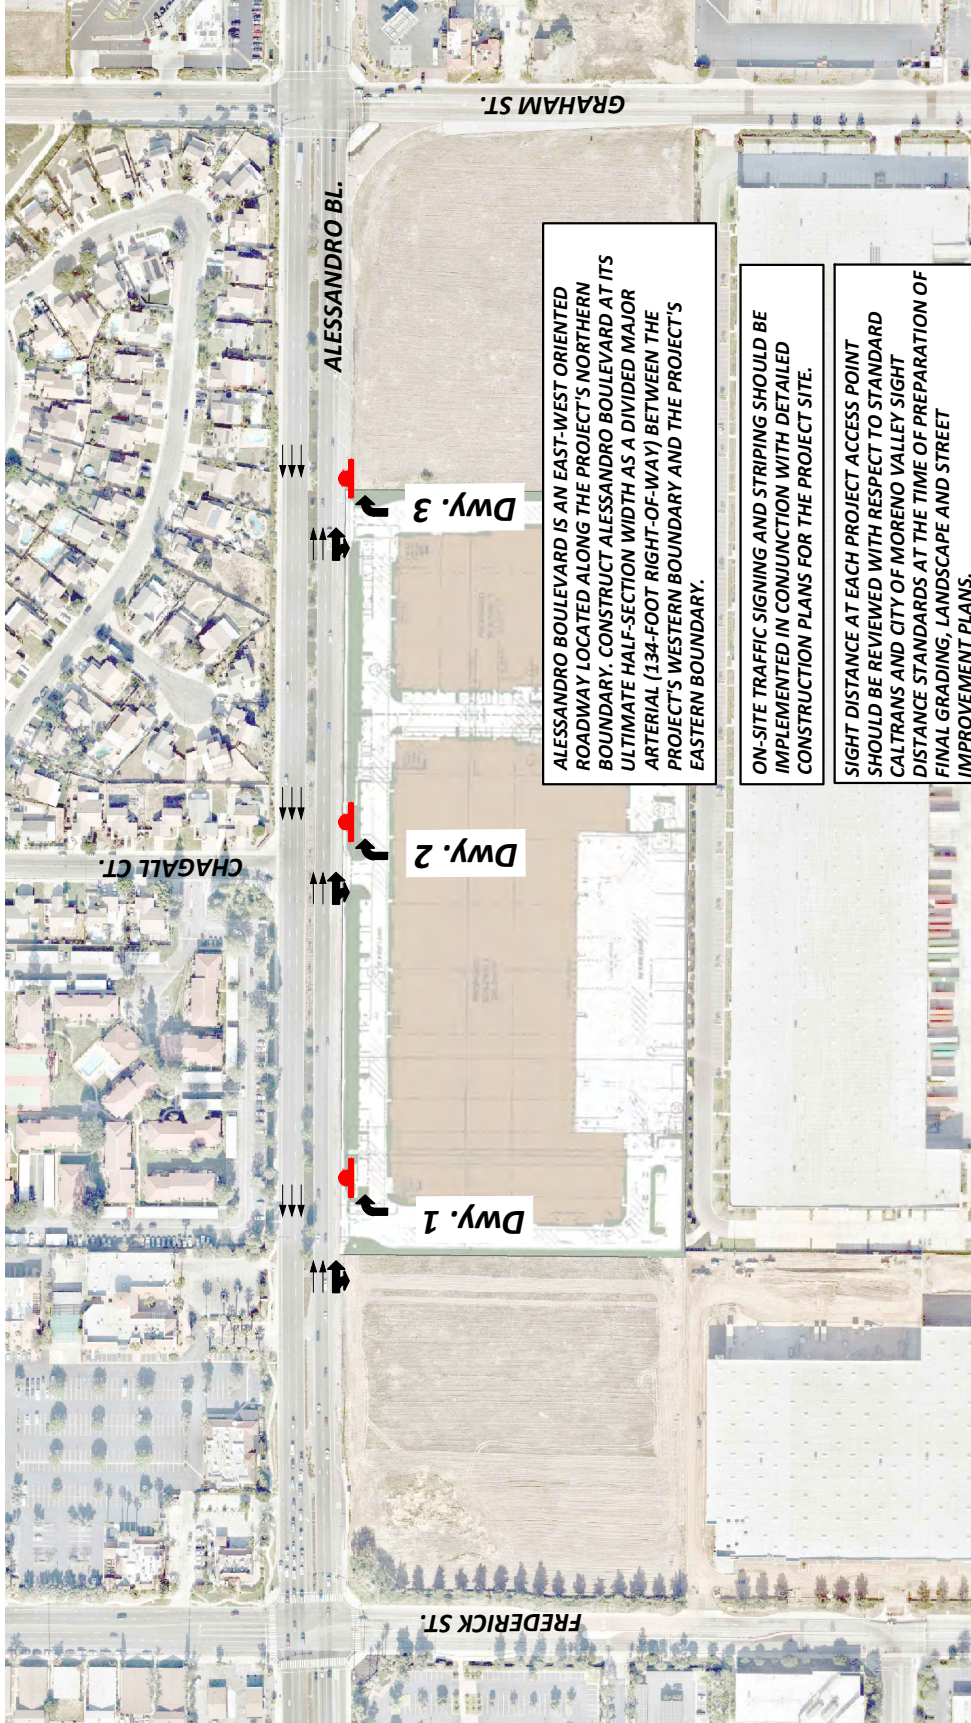 GRAHAM ST.
ALESSANDRO BL.
CHAGALL CT.
FREDERICK ST.
Dwy. 1
Dwy. 2
Dwy. 3
ALESSANDRO BOULEVARD IS AN EAST-WEST ORIENTED
ROADWAY LOCATED ALONG THE PROJECT'S NORTHERN
BOUNDARY. CONSTRUCT ALESSANDRO BOULEVARD AT ITS
ULTIMATE HALF-SECTION WIDTH AS A DIVIDED MAJOR
ARTERIAL (134-FOOT RIGHT-OF-WAY) BETWEEN THE
PROJECT'S WESTERN BOUNDARY AND THE PROJECT'S
EASTERN BOUNDARY.
ON-SITE TRAFFIC SIGNING AND STRIPING SHOULD BE
IMPLEMENTED IN CONJUNCTION WITH DETAILED
CONSTRUCTION PLANS FOR THE PROJECT SITE.
SIGHT DISTANCE AT EACH PROJECT ACCESS POINT
SHOULD BE REVIEWED WITH RESPECT TO STANDARD
CALTRANS AND CITY OF MORENO VALLEY SIGHT
DISTANCE STANDARDS AT THE TIME OF PREPARATION OF
FINAL GRADING, LANDSCAPE AND STREET
IMPROVEMENT PLANS.